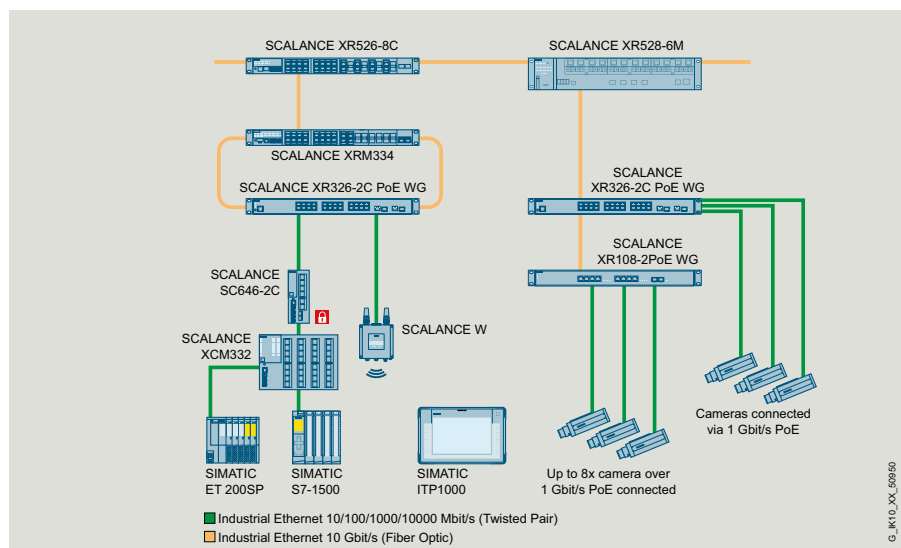 SCALANCE XR526-8C
SCALANCE XR528-6M
SCALANCE XRM334
SCALANCE XR326-2C PoE WG
SCALANCE
XR326-2C PoE WG
SCALANCE
XR108-2PoE WG
SCALANCE
SC646-2C
SCALANCE W
SCALANCE
XCM332
Cameras connected
via 1 Gbit/s PoE
SIMATIC
ET 200SP
SIMATIC
S7-1500
SIMATIC
ITP1000
Up to 8x camera over
1 Gbit/s PoE connected
Industrial Ethernet 10/100/1000/10000 Mbit/s (Twisted Pair)
Industrial Ethernet 10 Gbit/s (Fiber Optic)
G_IK10_XX_50950